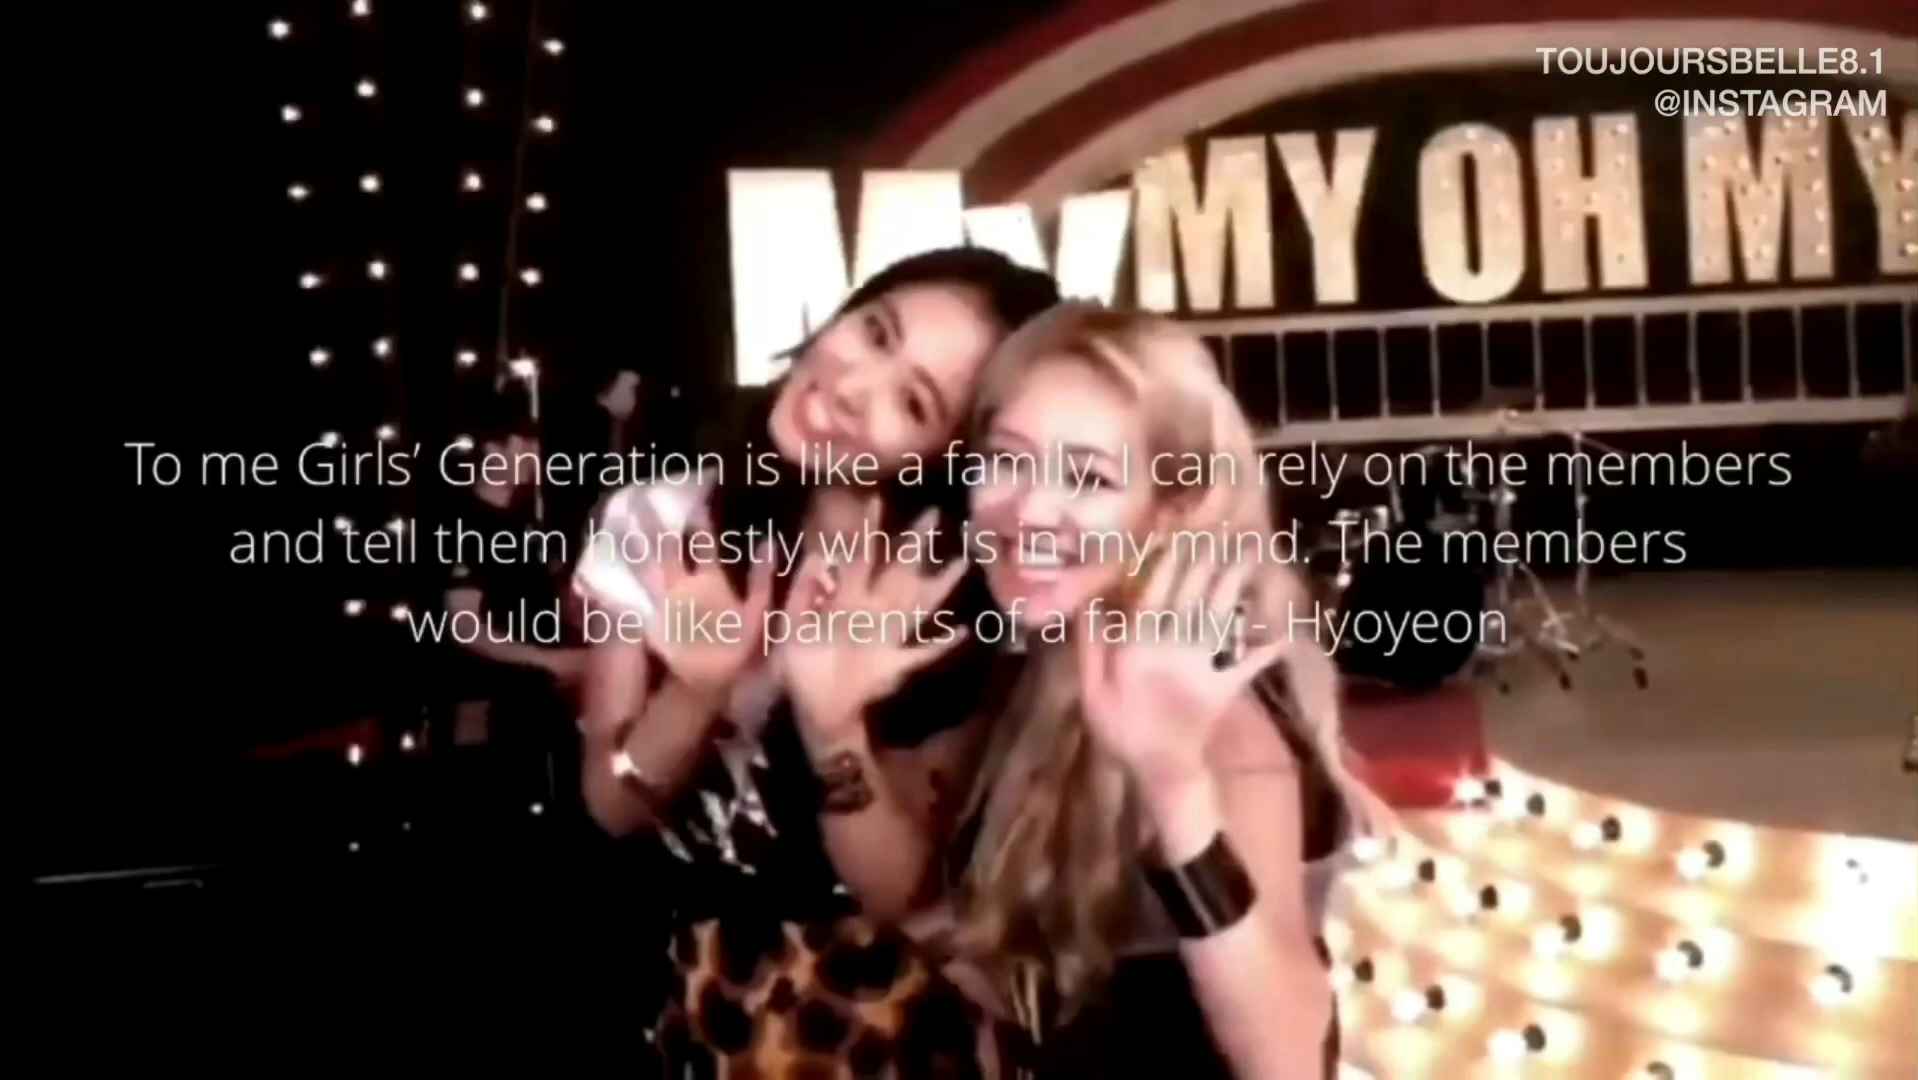 TOUJOURSBELLE8.1
@INSTAGRAM
My MY OH MY
To me Girls’ Generation is like a family. I can rely on the members
and tell them honestly what is in my mind. The members
would be like parents of a family - Hyoyeon